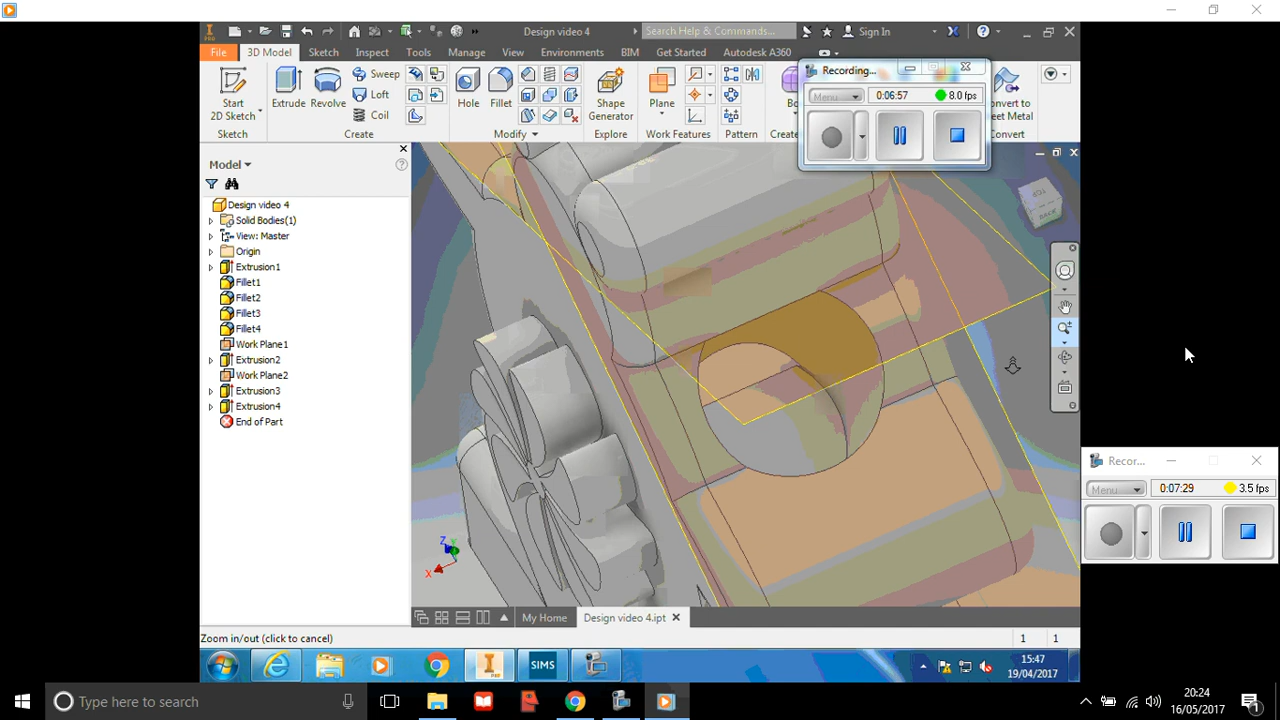 Design video 4
Search Help & Commands...
Sign In
File
3D Model
Sketch
Inspect
Tools
Manage
View
Environments
BIM
Get Started
Autodesk A360
Start
2D Sketch
Extrude
Revolve
Sweep
Loft
Coil
Hole
Fillet
Shape
Generator
Plane
Convert to
Sheet Metal
Sketch
Create
Modify
Explore
Work Features
Pattern
Convert
Recording...
Menu
0:06:57
8.0 fps
Model
Design video 4
Solid Bodies(1)
View: Master
Origin
Extrusion1
Fillet1
Fillet2
Fillet3
Fillet4
Work Plane1
Extrusion2
Work Plane2
Extrusion3
Extrusion4
End of Part
TOP
BACK
Z
Y
X
Recor...
Menu
0:07:29
3.5 fps
My Home
Design video 4.ipt
Zoom in/out (click to cancel)
1
1
SIMS
15:47
19/04/2017
Type here to search
20:24
16/05/2017
1